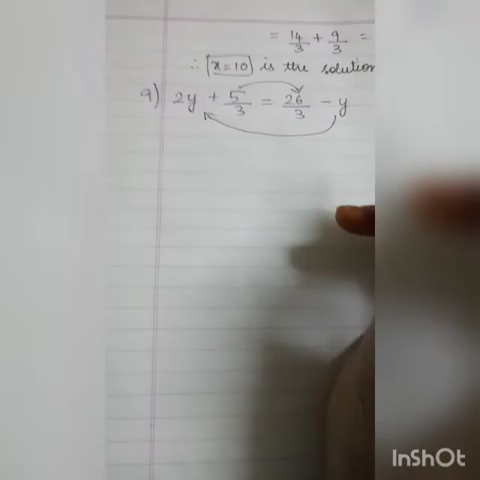 = 14/3 + 9/3 =
∴ x=10 is the solution
9) 2y + 5/3 = 26/3 - y
InShOt